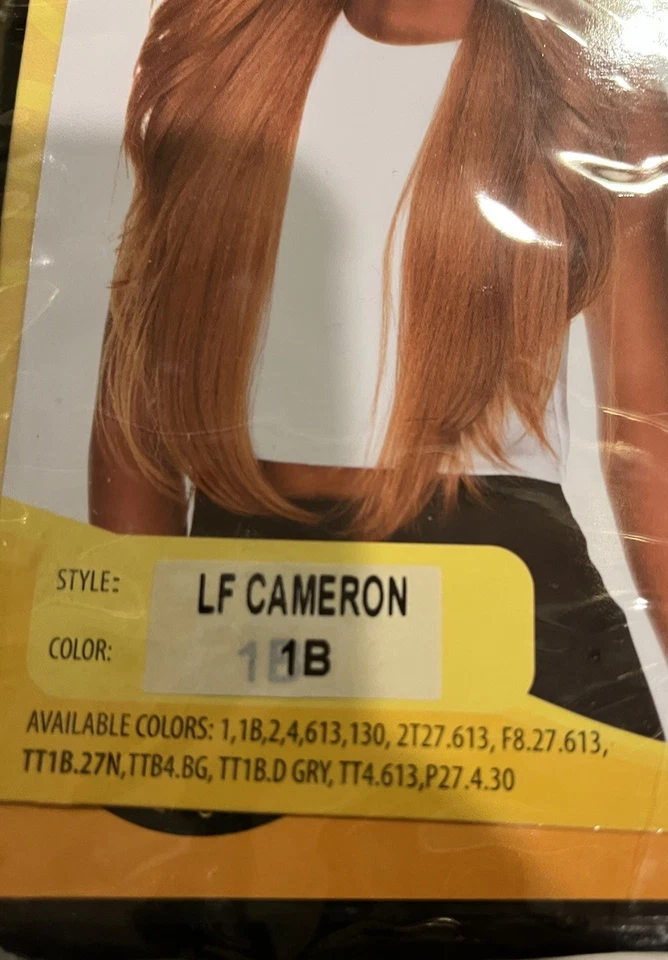 STYLE: LF CAMERON
COLOR: 1B
AVAILABLE COLORS: 1,1B,2,4,613,130, 2T27.613, F8.27.613,
TT1B.27N,TTB4.BG, TT1B.D GRY, TT4.613,P27.4.30